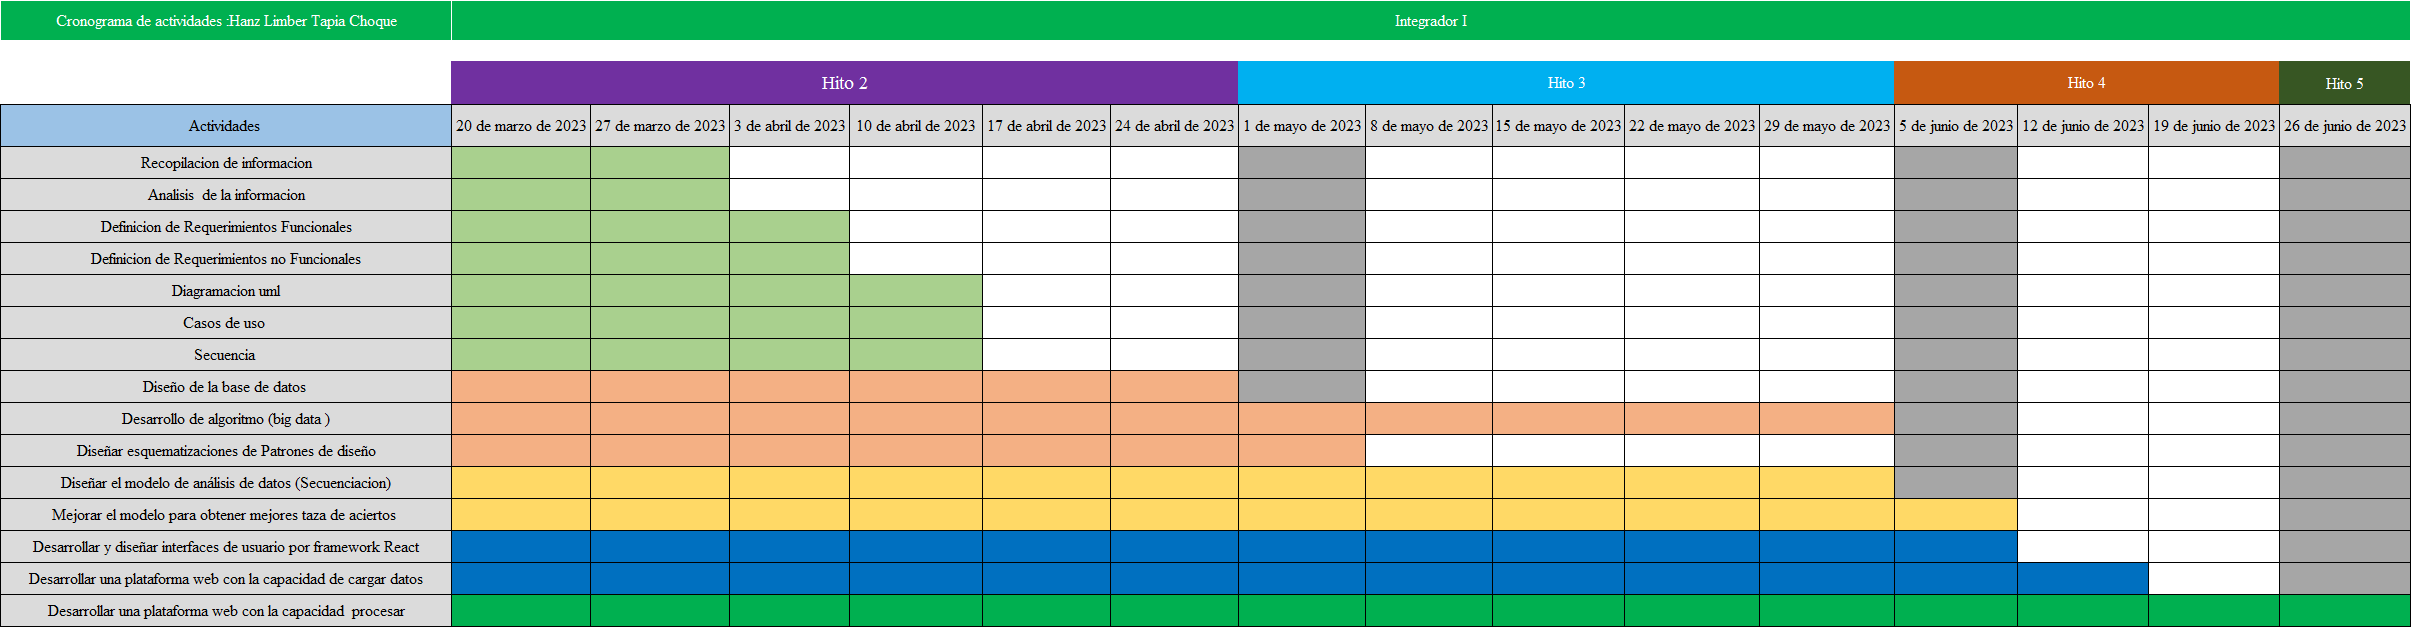 Cronograma de actividades :Hanz Limber Tapia Choque
Integrador I
Hito 2
Hito 3
Hito 4
Hito 5
Actividades
20 de marzo de 2023
27 de marzo de 2023
3 de abril de 2023
10 de abril de 2023
17 de abril de 2023
24 de abril de 2023
1 de mayo de 2023
8 de mayo de 2023
15 de mayo de 2023
22 de mayo de 2023
29 de mayo de 2023
5 de junio de 2023
12 de junio de 2023
19 de junio de 2023
26 de junio de 2023
Recopilacion de informacion
Analisis  de la informacion
Definicion de Requerimientos Funcionales
Definicion de Requerimientos no Funcionales
Diagramacion uml
Casos de uso
Secuencia
Diseño de la base de datos
Desarrollo de algoritmo (big data )
Diseñar esquematizaciones de Patrones de diseño
Diseñar el modelo de análisis de datos (Secuenciacion)
Mejorar el modelo para obtener mejores taza de aciertos
Desarrollar y diseñar interfaces de usuario por framework React
Desarrollar una plataforma web con la capacidad de cargar datos
Desarrollar una plataforma web con la capacidad  procesar